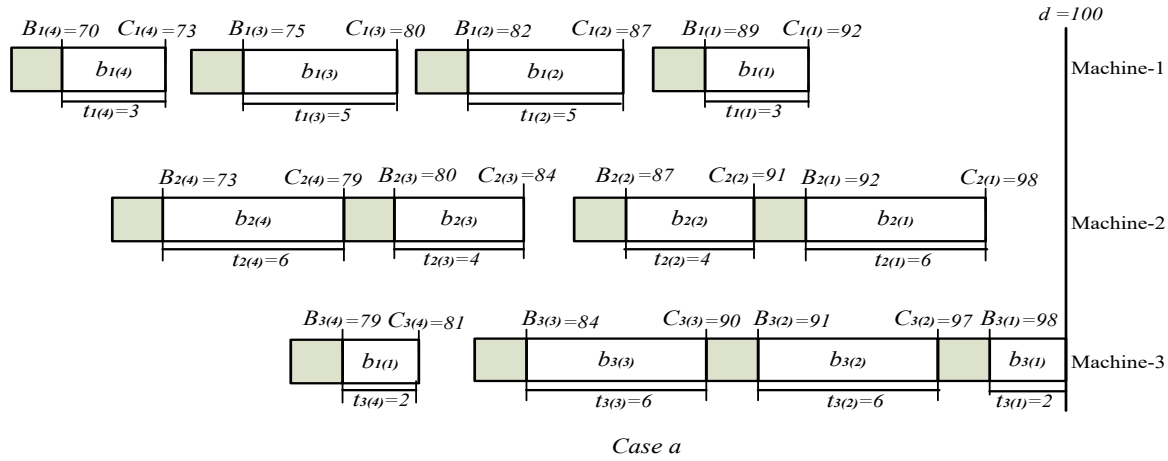 d = 100
B1(4)=70 C1(4)=73 B1(3)=75 C1(3)=80 B1(2)=82 C1(2)=87 B1(1)=89 C1(1)=92
b1(4) b1(3) b1(2) b1(1) Machine-1
t1(4)=3 t1(3)=5 t1(2)=5 t1(1)=3
B2(4)=73 C2(4)=79 B2(3)=80 C2(3)=84 B2(2)=87 C2(2)=91 B2(1)=92 C2(1)=98
b2(4) b2(3) b2(2) b2(1) Machine-2
t2(4)=6 t2(3)=4 t2(2)=4 t2(1)=6
B3(4)=79 C3(4)=81 B3(3)=84 C3(3)=90 B3(2)=91 C3(2)=97 B3(1)=98
b1(1) b3(3) b3(2) b3(1) Machine-3
t3(4)=2 t3(3)=6 t3(2)=6 t3(1)=2
Case a